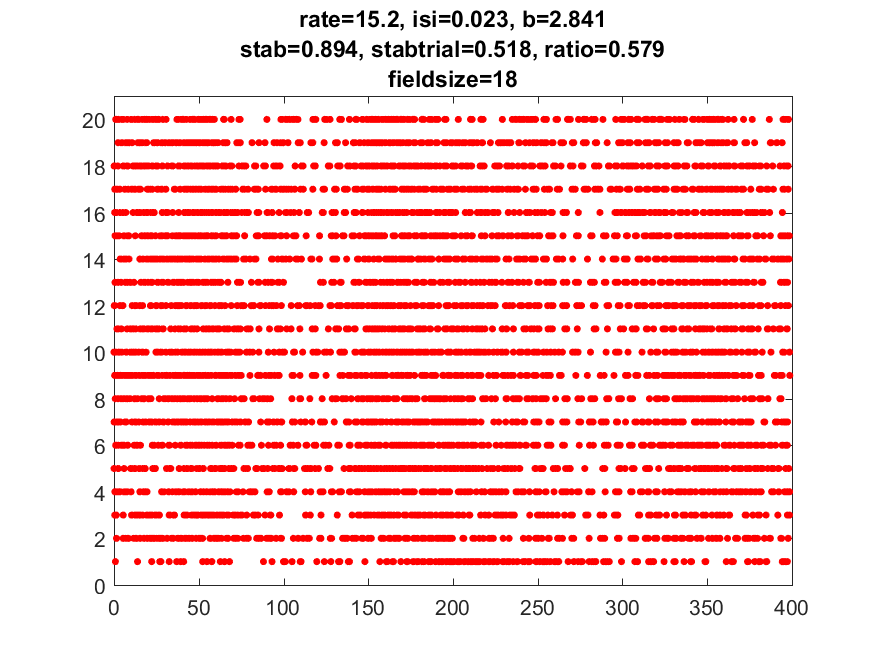 rate=15.2, isi=0.023, b=2.841
stab=0.894, stabtrial=0.518, ratio=0.579
fieldsize=18
20
18
16
14
12
10
8
6
4
2
0
0 50 100 150 200 250 300 350 400